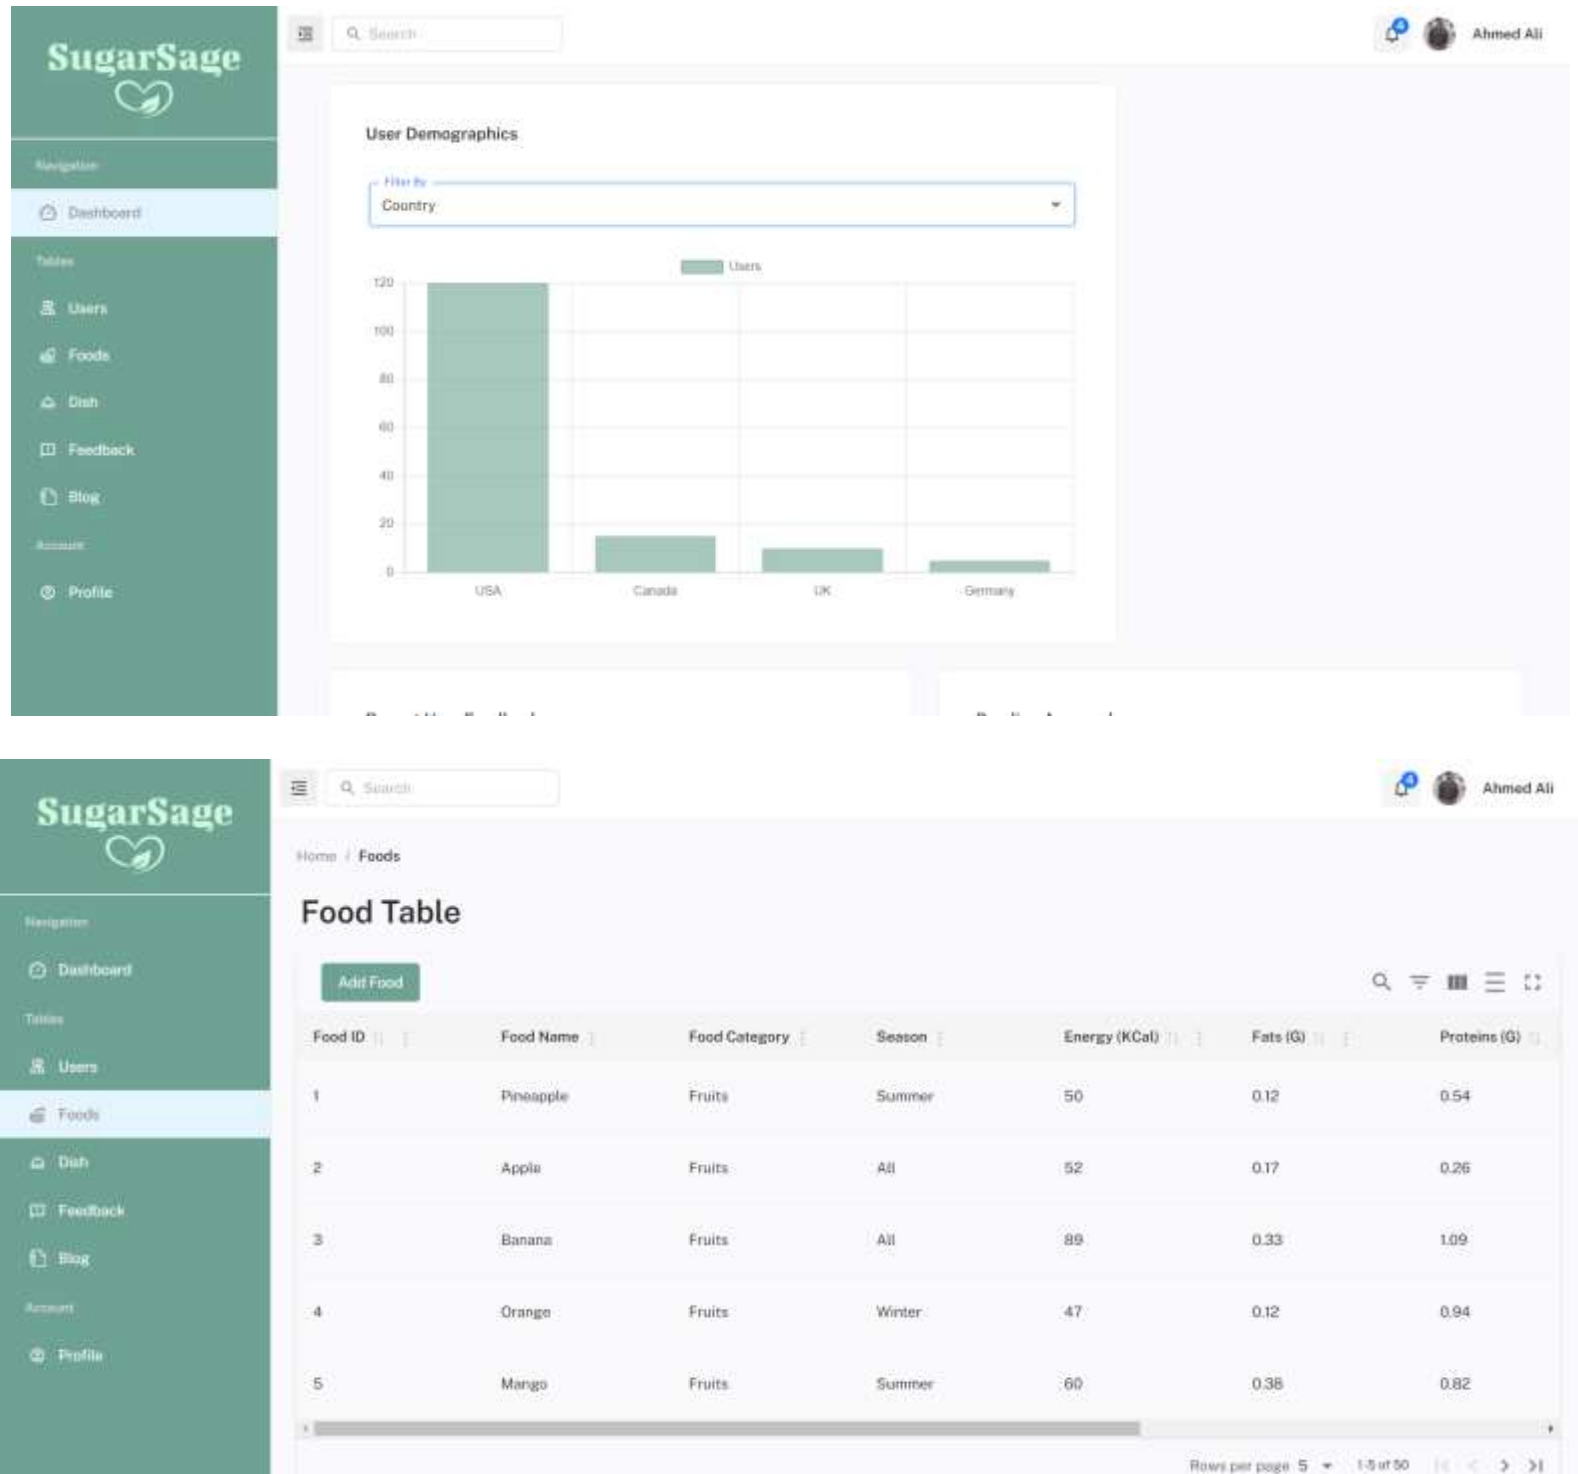 SugarSage
Search
4
Ahmed Ali
Navigation
Dashboard
Tables
Users
Foods
Dish
Feedback
Blog
Account
Profile
User Demographics
Filter By
Country
Users
120
100
80
60
40
20
0
USA Canada UK Germany
SugarSage
Search
4
Ahmed Ali
Navigation
Dashboard
Tables
Users
Foods
Dish
Feedback
Blog
Account
Profile
Home / Foods
Food Table
Add Food
Food ID Food Name Food Category Season Energy (KCal) Fats (G) Proteins (G)
1 Pineapple Fruits Summer 50 0.12 0.54
2 Apple Fruits All 52 0.17 0.26
3 Banana Fruits All 89 0.33 1.09
4 Orange Fruits Winter 47 0.12 0.94
5 Mango Fruits Summer 60 0.38 0.82
Rows per page 5 1-5 of 50